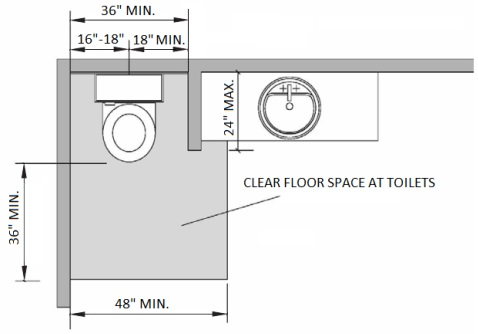 36" MIN.
16"-18" 18" MIN.
24" MAX.
CLEAR FLOOR SPACE AT TOILETS
36" MIN.
48" MIN.